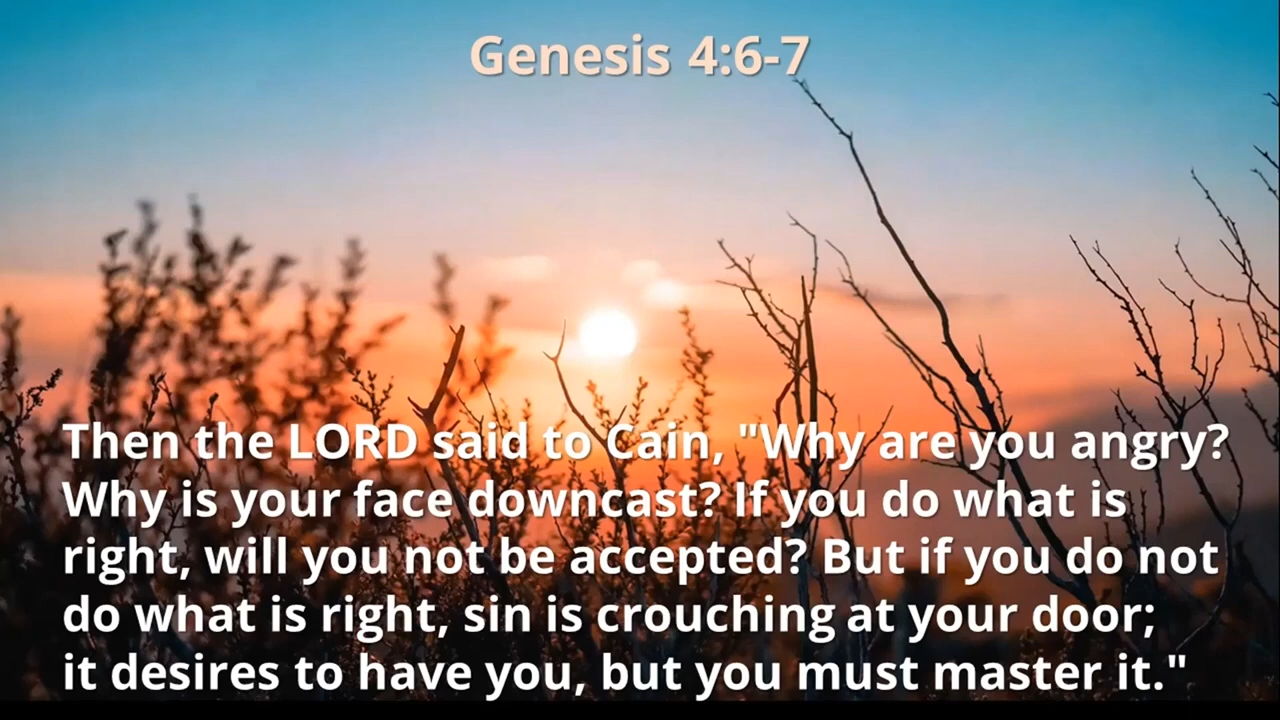 Genesis 4:6-7
Then the LORD said to Cain, "Why are you angry?
Why is your face downcast? If you do what is
right, will you not be accepted? But if you do not
do what is right, sin is crouching at your door;
it desires to have you, but you must master it."